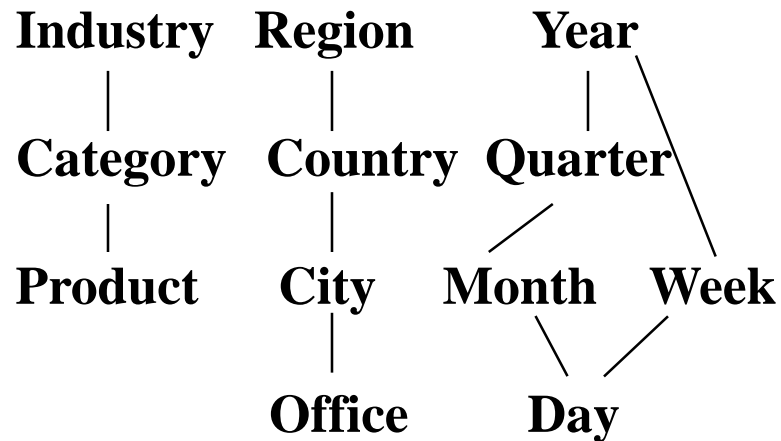 Industry Region Year
Category Country Quarter
Product City Month Week
Office Day